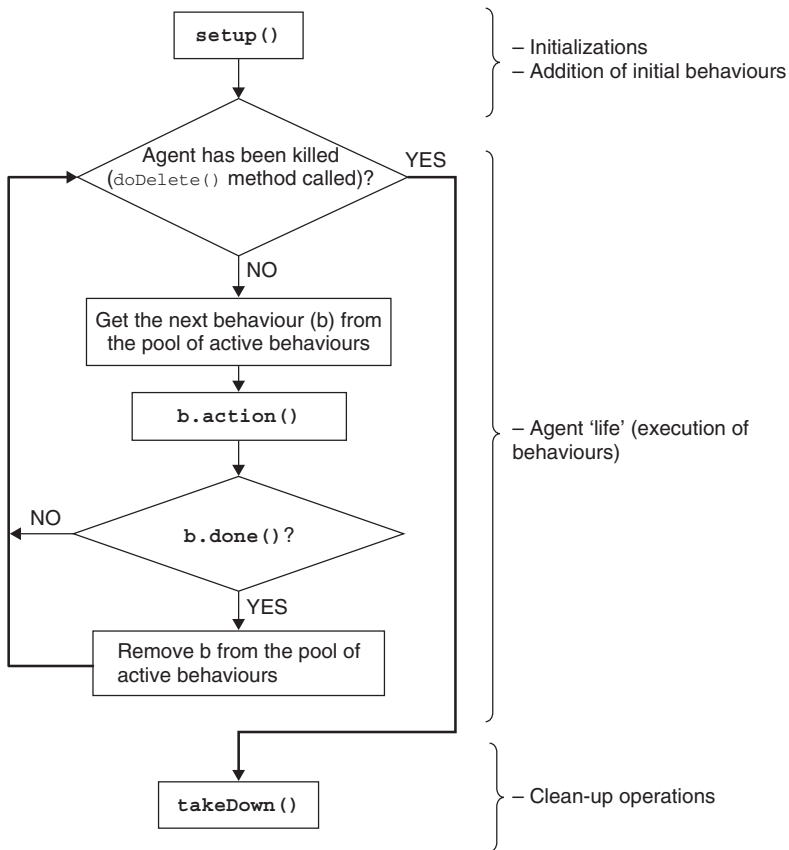 setup()
– Initializations
– Addition of initial behaviours
Agent has been killed
(doDelete() method called)?
YES
NO
Get the next behaviour (b) from
the pool of active behaviours
b.action()
– Agent ‘life’ (execution of
behaviours)
NO
b.done()?
YES
Remove b from the pool of
active behaviours
takeDown()
– Clean-up operations